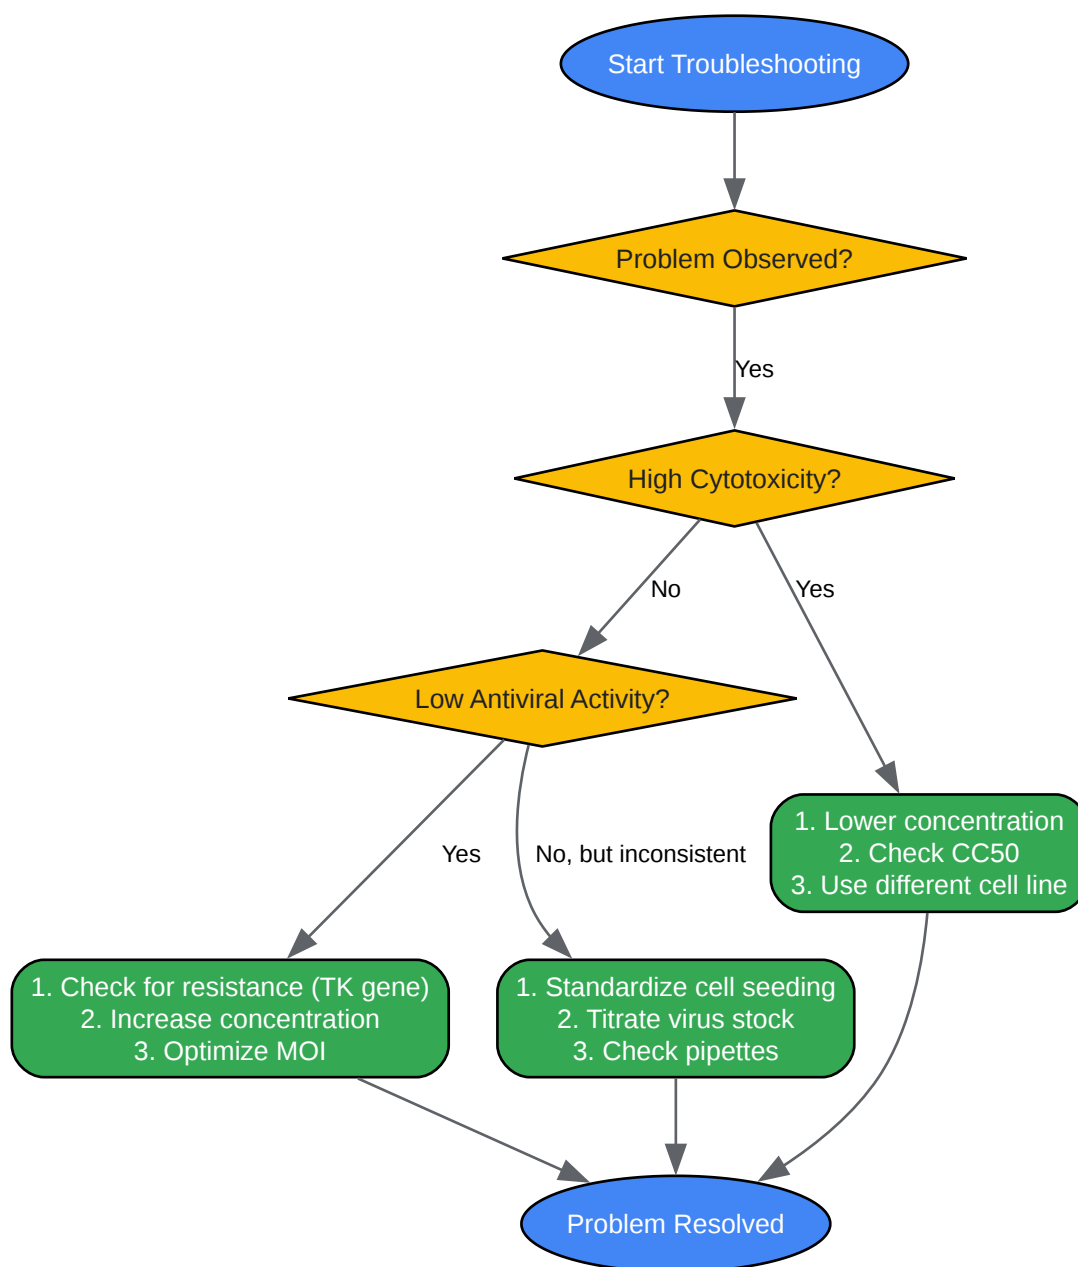 Start Troubleshooting
Problem Observed?
Yes
High Cytotoxicity?
No
Yes
Low Antiviral Activity?
Yes
No, but inconsistent
1. Lower concentration
2. Check CC50
3. Use different cell line
1. Check for resistance (TK gene)
2. Increase concentration
3. Optimize MOI
1. Standardize cell seeding
2. Titrate virus stock
3. Check pipettes
Problem Resolved